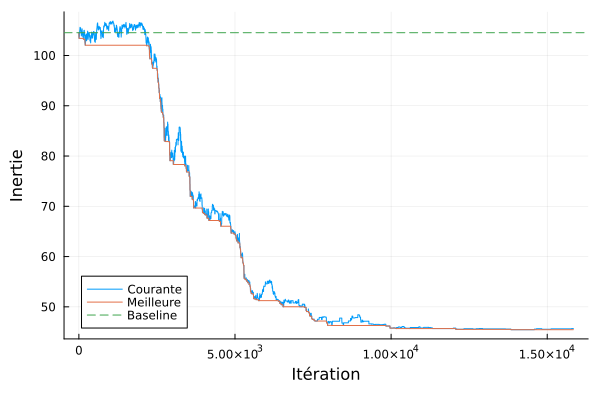 Inertie
100
90
80
70
60
50
Courante
Meilleure
Baseline
0
5.00×10³
1.00×10⁴
1.50×10⁴
Itération